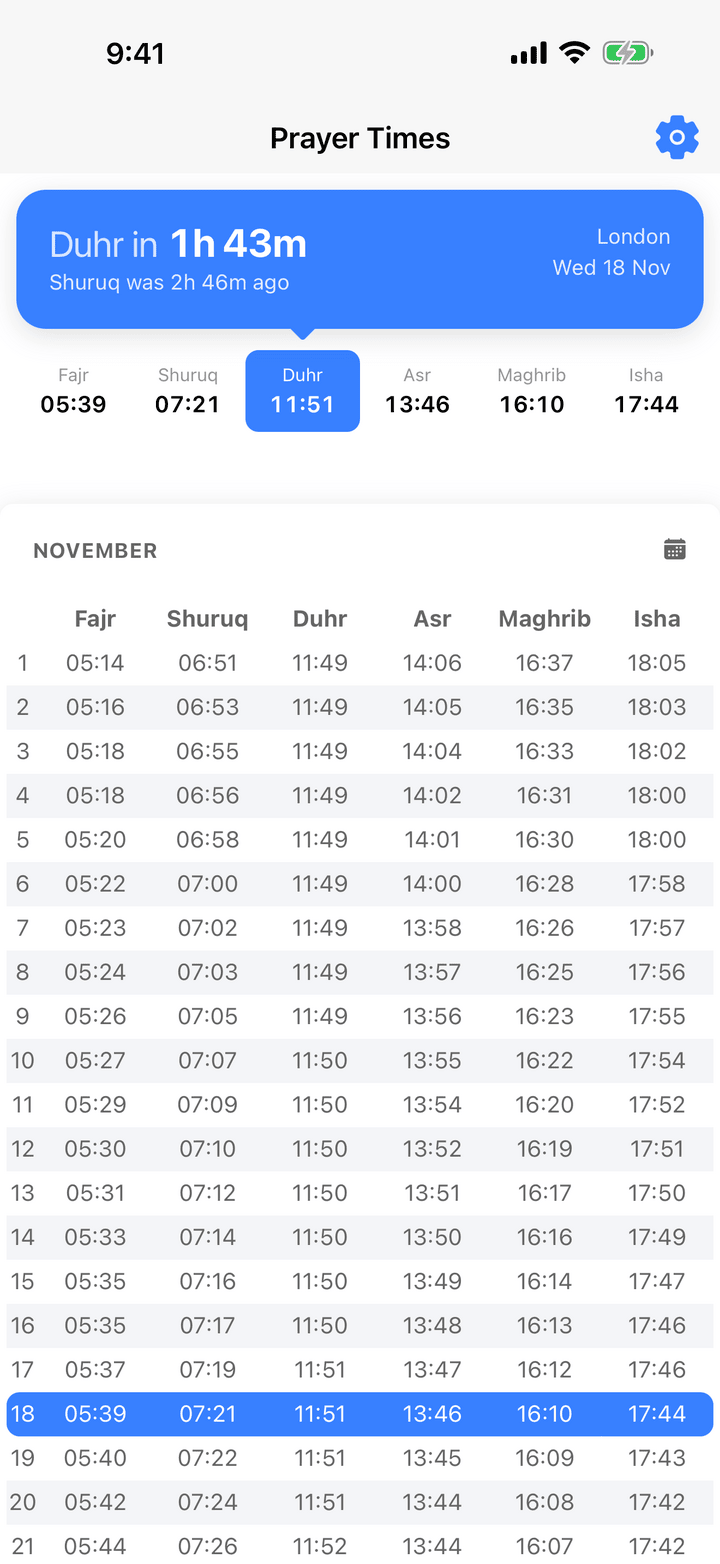 9:41
Prayer Times
Duhr in 1h 43m
London
Shuruq was 2h 46m ago
Wed 18 Nov
Fajr Shuruq Duhr Asr Maghrib Isha
05:39 07:21 11:51 13:46 16:10 17:44
NOVEMBER
Fajr Shuruq Duhr Asr Maghrib Isha
1 05:14 06:51 11:49 14:06 16:37 18:05
2 05:16 06:53 11:49 14:05 16:35 18:03
3 05:18 06:55 11:49 14:04 16:33 18:02
4 05:18 06:56 11:49 14:02 16:31 18:00
5 05:20 06:58 11:49 14:01 16:30 18:00
6 05:22 07:00 11:49 14:00 16:28 17:58
7 05:23 07:02 11:49 13:58 16:26 17:57
8 05:24 07:03 11:49 13:57 16:25 17:56
9 05:26 07:05 11:49 13:56 16:23 17:55
10 05:27 07:07 11:50 13:55 16:22 17:54
11 05:29 07:09 11:50 13:54 16:20 17:52
12 05:30 07:10 11:50 13:52 16:19 17:51
13 05:31 07:12 11:50 13:51 16:17 17:50
14 05:33 07:14 11:50 13:50 16:16 17:49
15 05:35 07:16 11:50 13:49 16:14 17:47
16 05:35 07:17 11:50 13:48 16:13 17:46
17 05:37 07:19 11:51 13:47 16:12 17:46
18 05:39 07:21 11:51 13:46 16:10 17:44
19 05:40 07:22 11:51 13:45 16:09 17:43
20 05:42 07:24 11:51 13:44 16:08 17:42
21 05:44 07:26 11:52 13:44 16:07 17:42